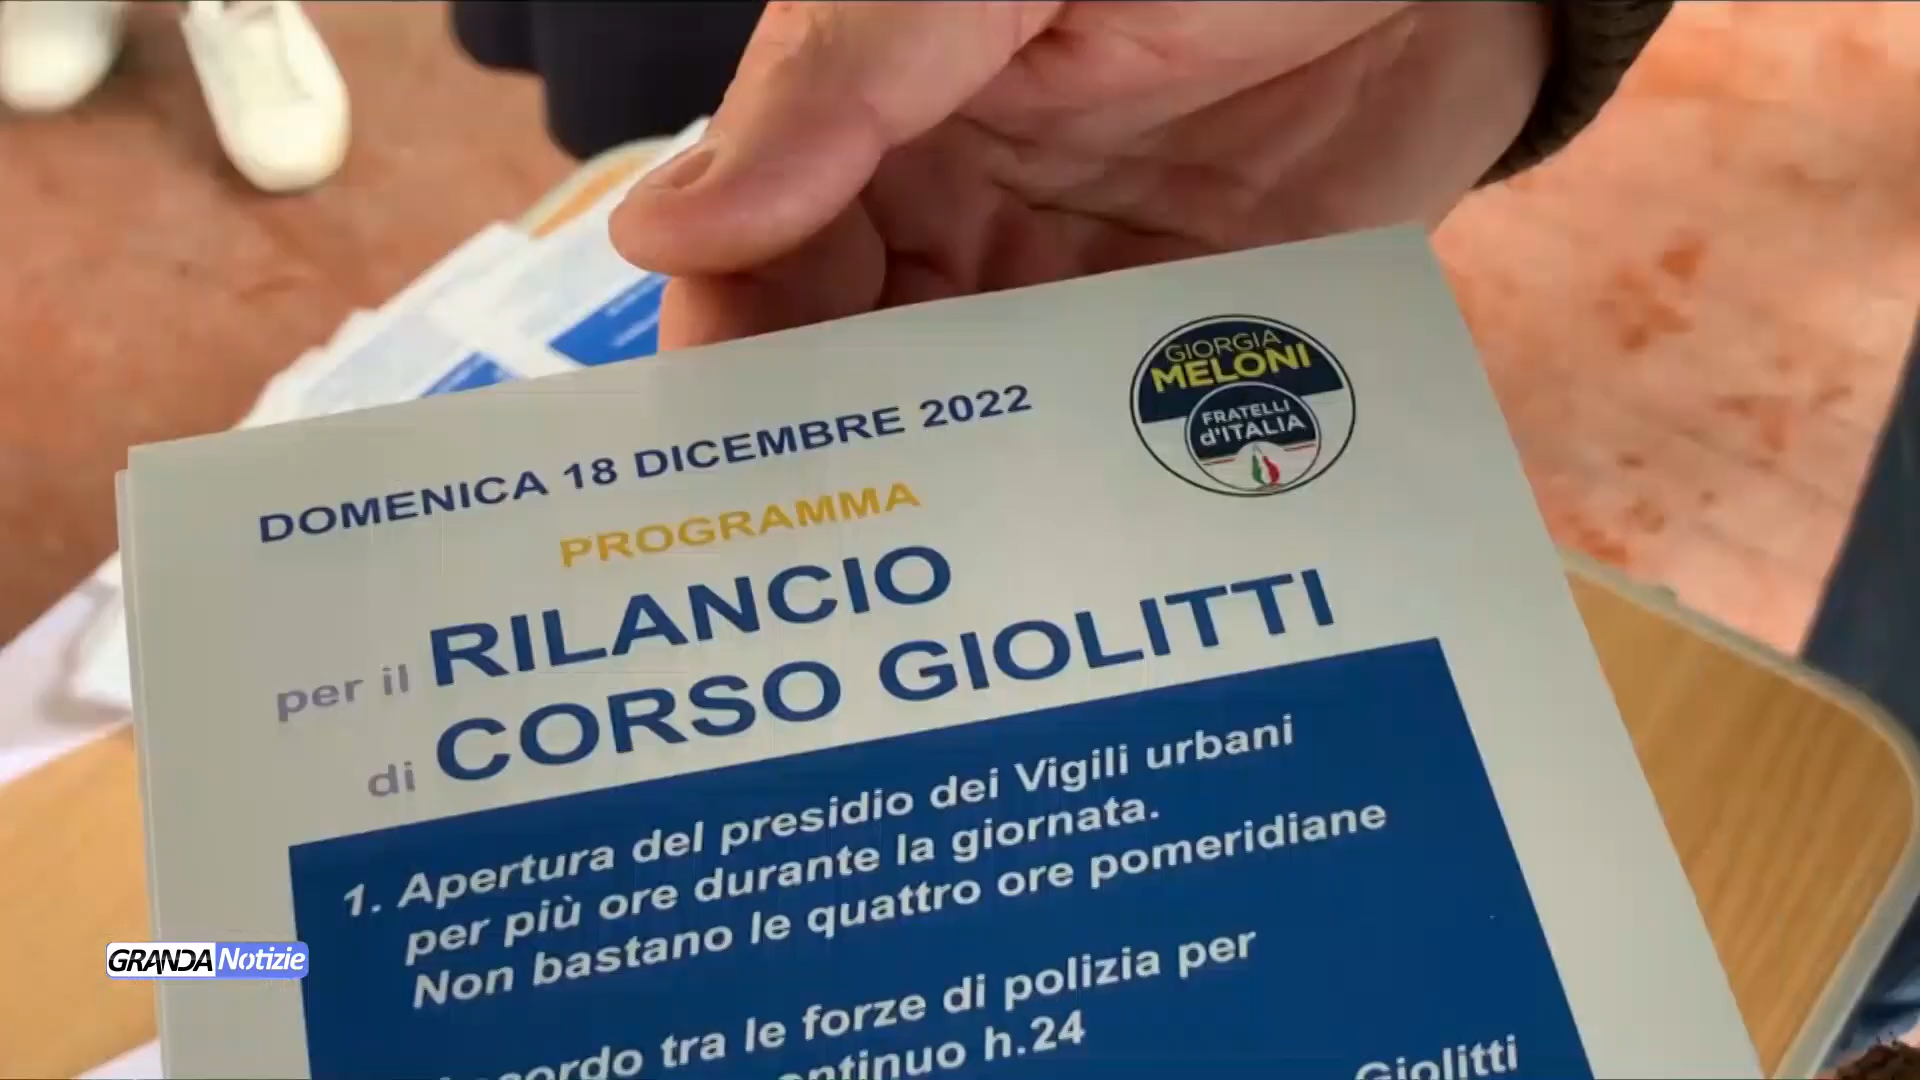 GIORGIA
MELONI
FRATELLI
d'ITALIA
DOMENICA 18 DICEMBRE 2022
PROGRAMMA
per il RILANCIO
di CORSO GIOLITTI
1. Apertura del presidio dei Vigili urbani
per più ore durante la giornata.
Non bastano le quattro ore pomeridiane
tra le forze di polizia per
h.24
Giolitti
GRANDA Notizie